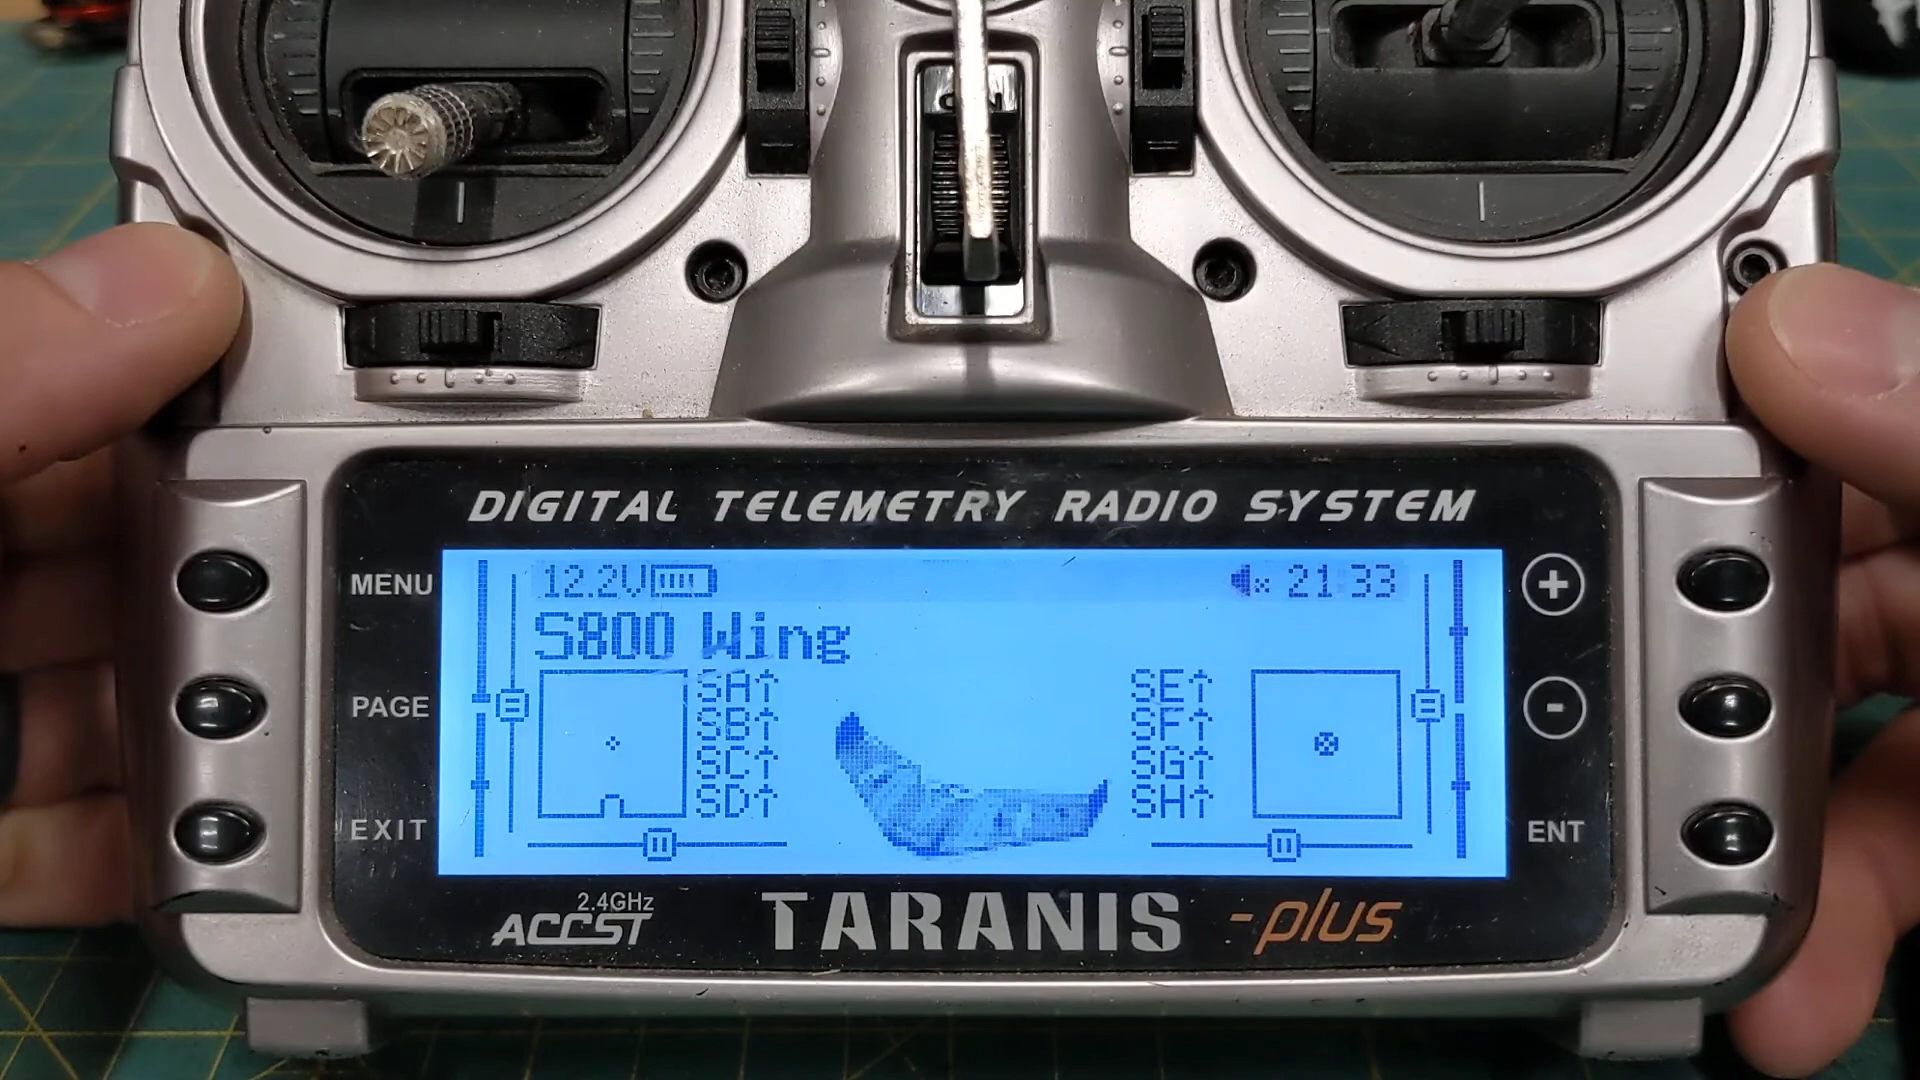 DIGITAL TELEMETRY RADIO SYSTEM
MENU
PAGE
EXIT
12.2V
21:33
S800 Wing
SA↑
SB↑
SC↑
SD↑
SE↑
SF↑
SG↑
SH↑
+
-
ENT
2.4GHz
ACCST
TARANIS -plus